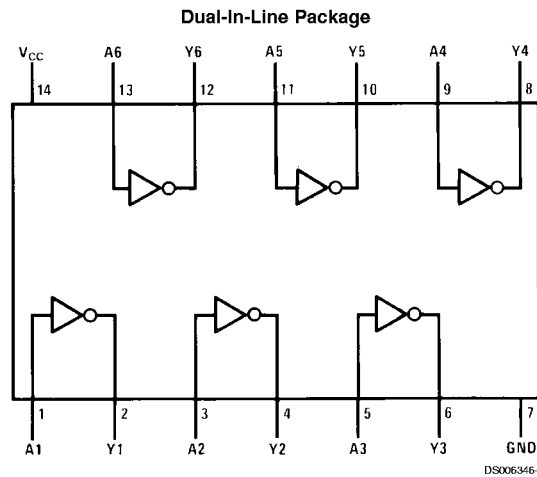 Dual-In-Line Package
VCC A6 Y6 A5 Y5 A4 Y4
14 13 12 11 10 9 8
1 2 3 4 5 6 7
A1 Y1 A2 Y2 A3 Y3 GND
DS006346-